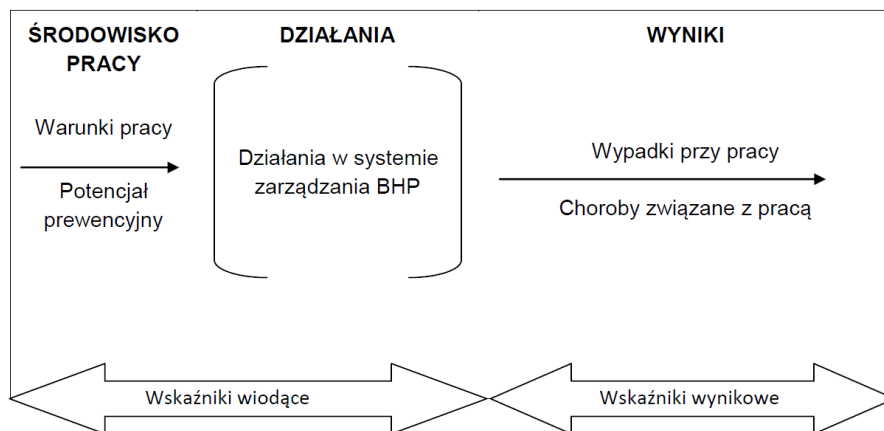 ŚRODOWISKO
PRACY
DZIAŁANIA
WYNIKI
Warunki pracy
Potencjał
prewencyjny
Działania w systemie
zarządzania BHP
Wypadki przy pracy
Choroby związane z pracą
Wskaźniki wiodące
Wskaźniki wynikowe